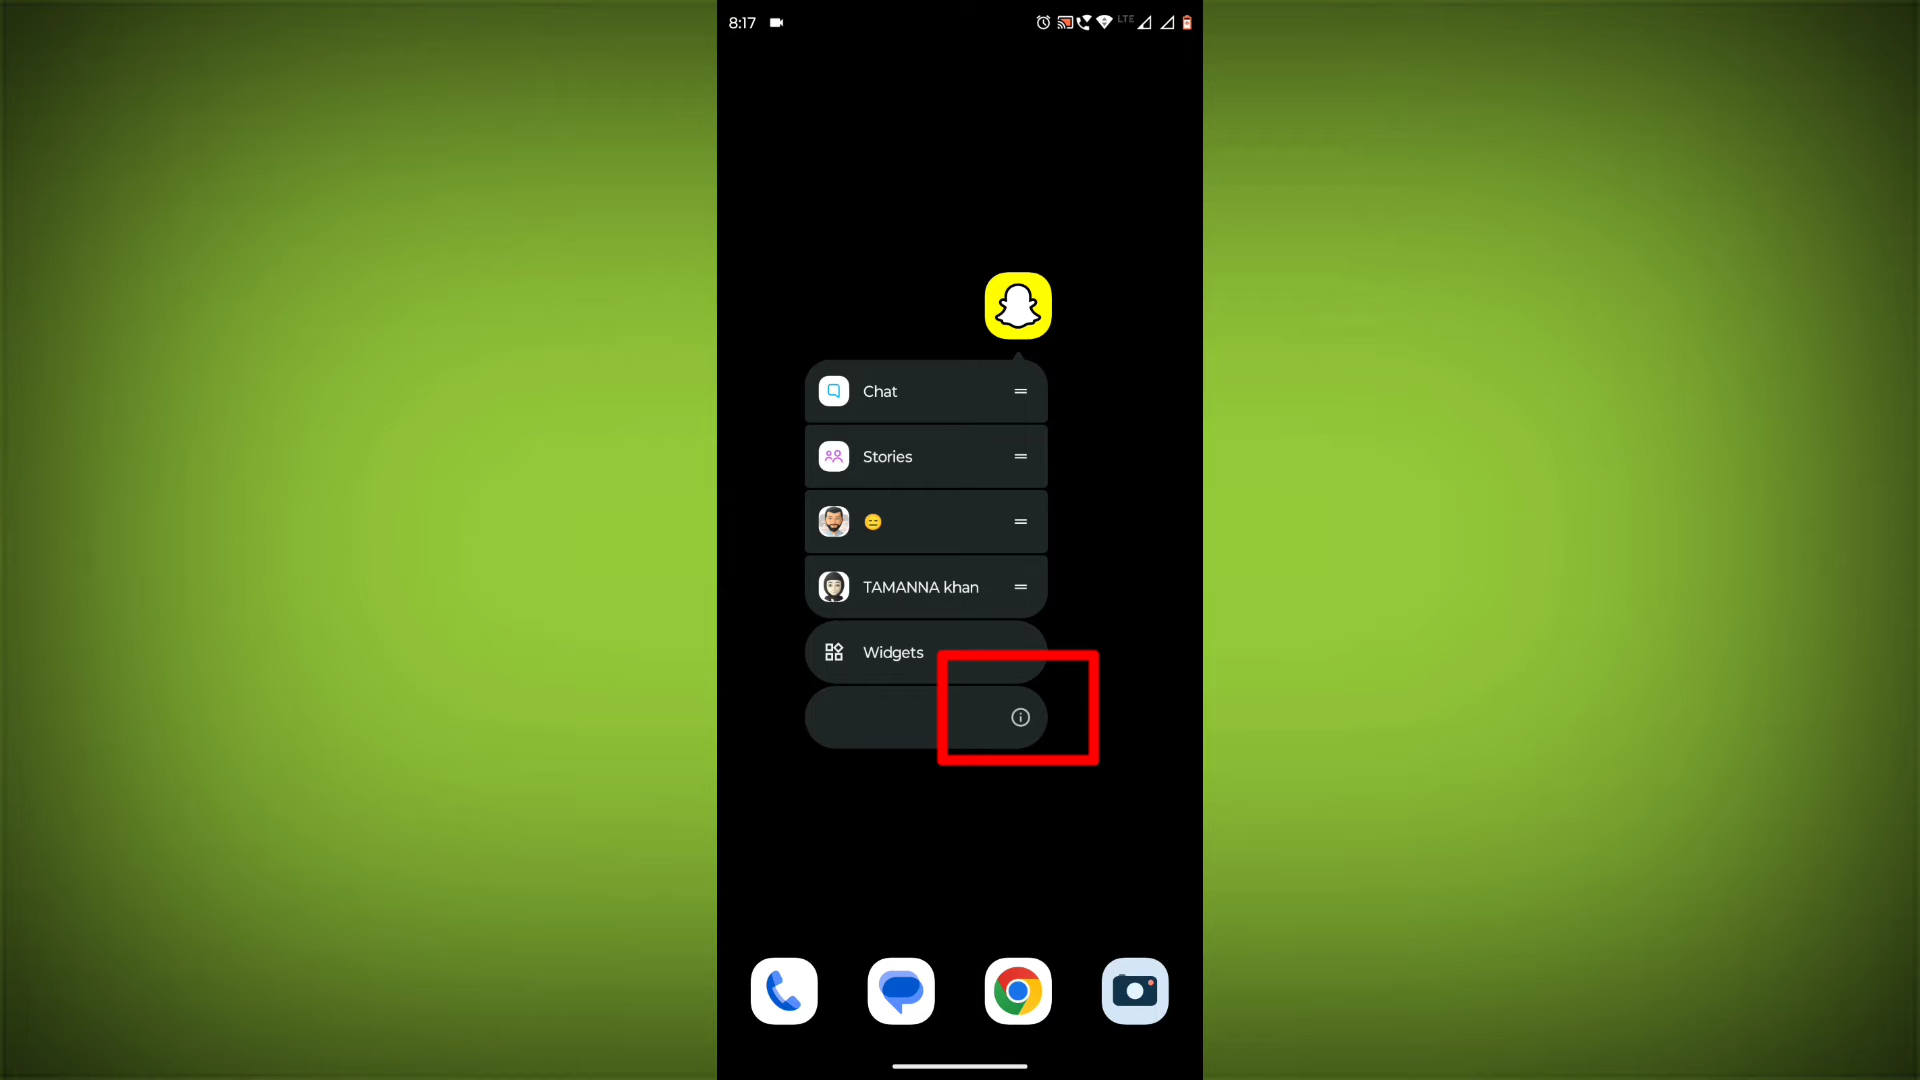 8:17
LTE
Chat
Stories
😑
TAMANNA khan
Widgets